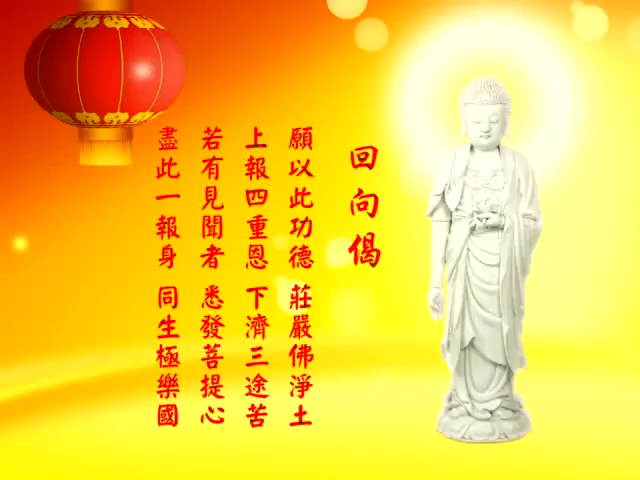 回向偈
願以此功德 莊嚴佛淨土
上報四重恩 下濟三途苦
若有見聞者 悉發菩提心
盡此一報身 同生極樂國